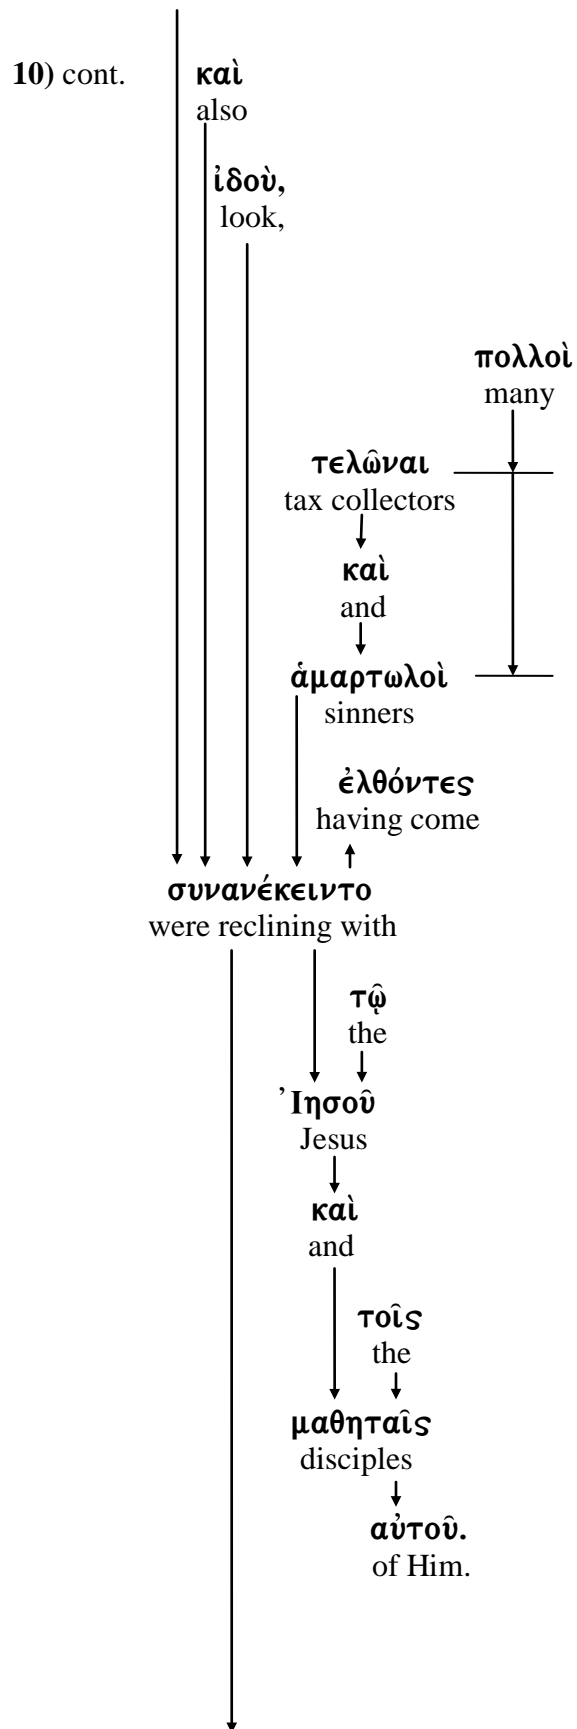 10) cont. καὶ
also
ἰδοὺ,
look,
πολλοὶ
many
τελῶναι
tax collectors
καὶ
and
ἁμαρτωλοὶ
sinners
ἐλθόντες
having come
συνανέκειντο
were reclining with
τῷ
the
Ἰησοῦ
Jesus
καὶ
and
τοῖς
the
μαθηταῖς
disciples
αὐτοῦ.
of Him.